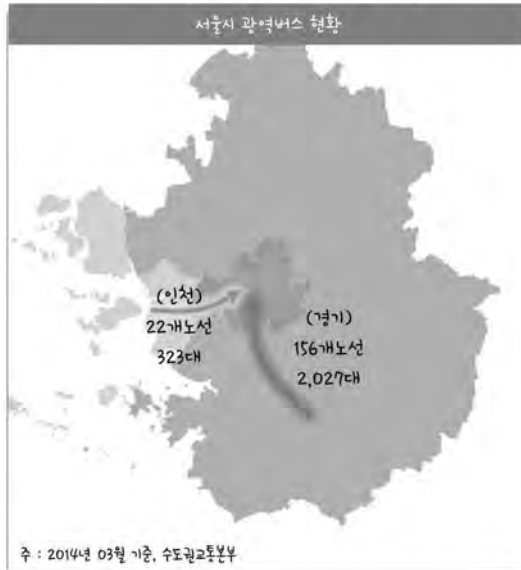 서울시 광역버스 현황
(인천)
22개노선
323대
(경기)
156개노선
2,027대
주 : 2014년 03월 기준, 수도권교통본부